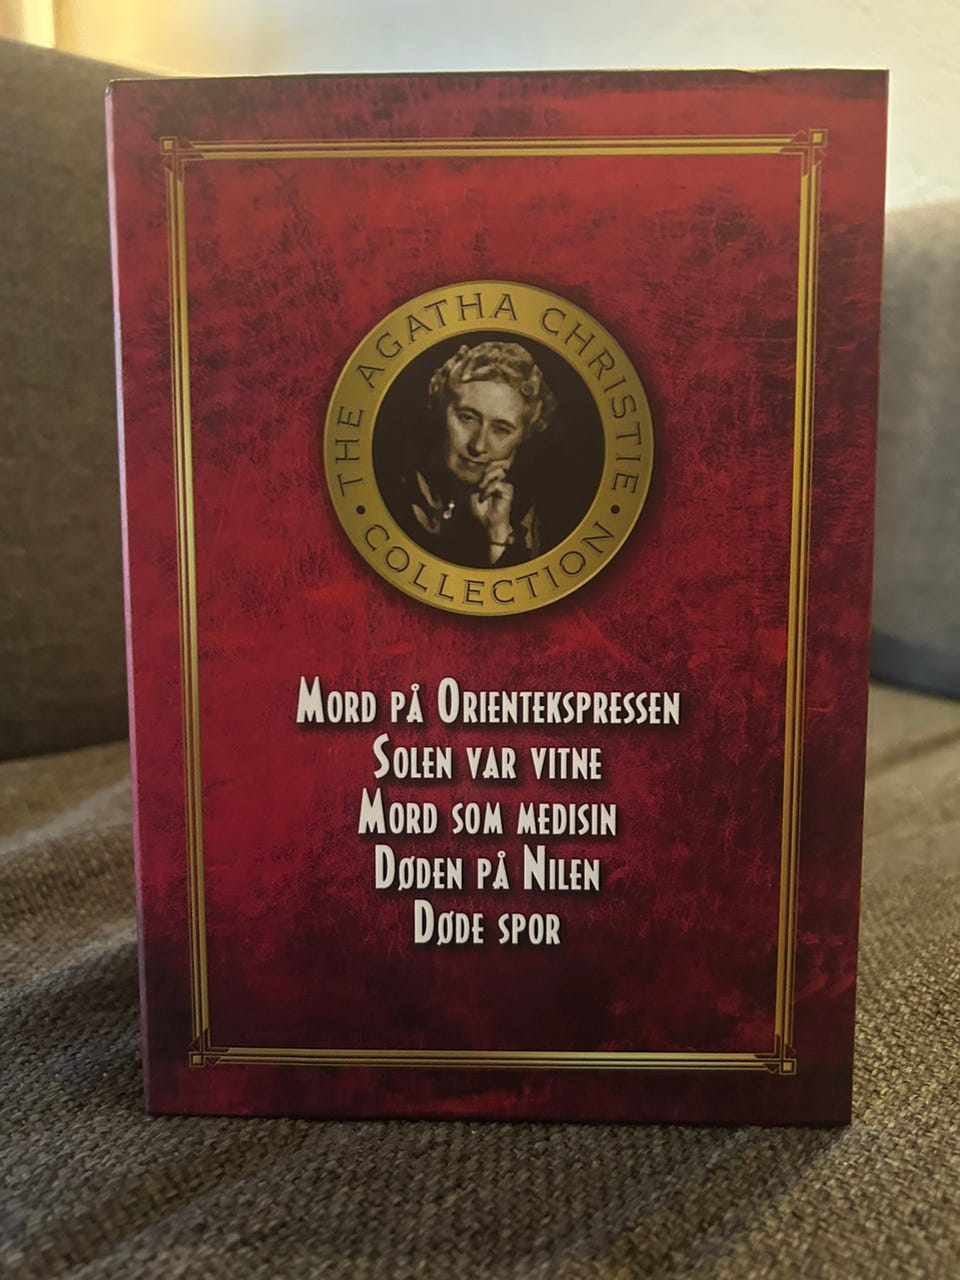 THE AGATHA CHRISTIE
• COLLECTION •
MORD PÅ ORIENTEKSPRESSEN
SOLEN VAR VITNE
MORD SOM MEDISIN
DØDEN PÅ NILEN
DØDE SPOR